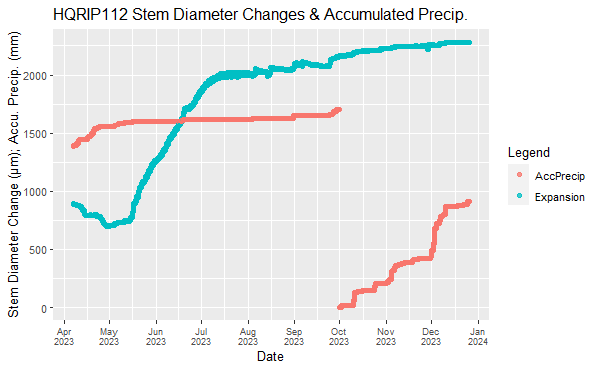 HQRIP112 Stem Diameter Changes & Accumulated Precip.
Stem Diameter Change (μm); Accu. Precip. (mm)
2000
1500
1000
500
0
Apr May Jun Jul Aug Sep Oct Nov Dec Jan
2023 2023 2023 2023 2023 2023 2023 2023 2023 2024
Date
Legend
AccPrecip
Expansion